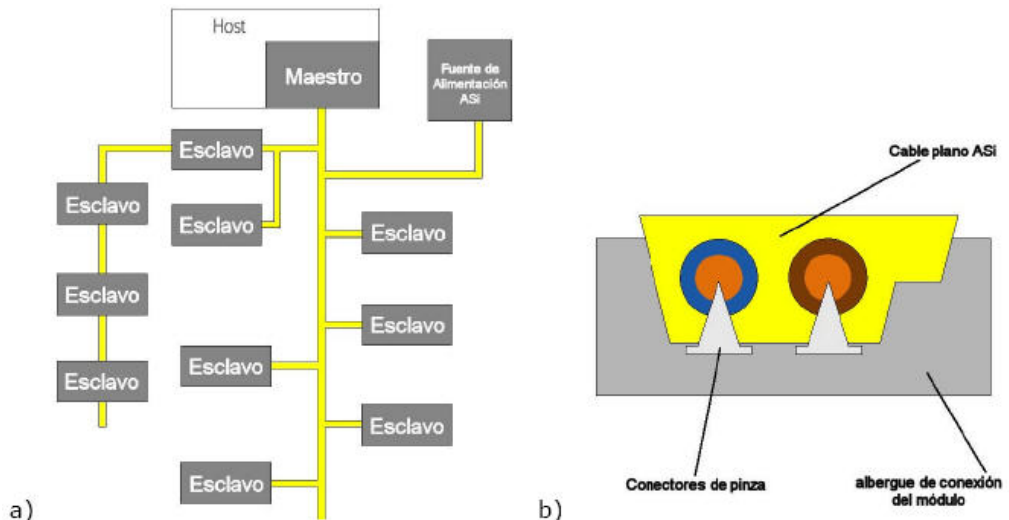 Host
Maestro
Fuente de
Alimentación
ASi
Esclavo
Esclavo
Esclavo
Esclavo
Esclavo
Esclavo
Esclavo
Esclavo
Esclavo
Esclavo
a)
Cable plano ASi
Conectores de pinza
albergue de conexión
del módulo
b)